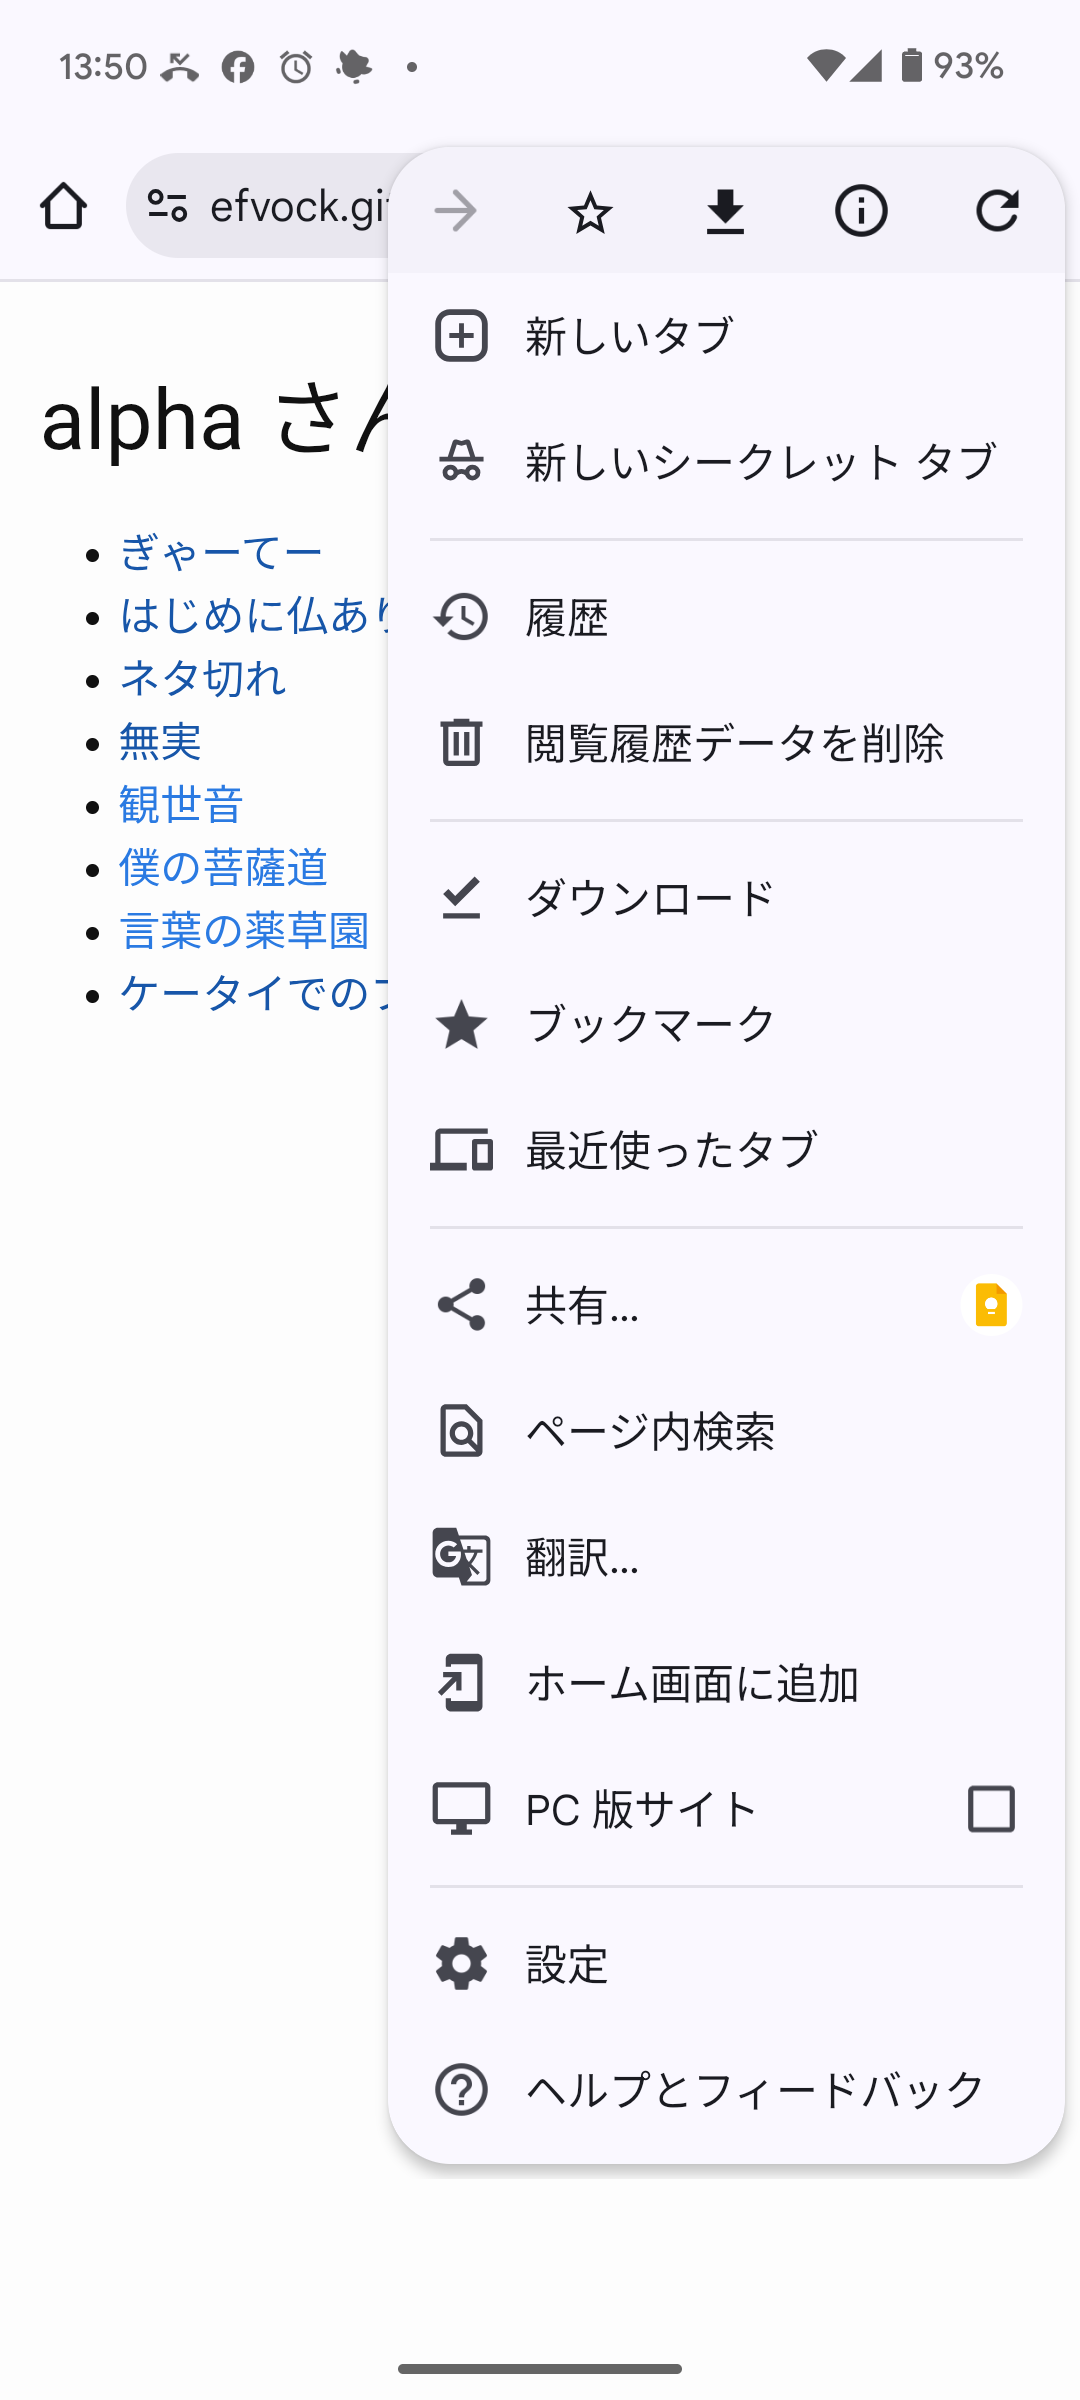 13:50
93%
efvock.git
alpha さん
ぎゃーてー
はじめに仏あり
ネタ切れ
無実
観世音
僕の菩薩道
言葉の薬草園
ケータイでの
新しいタブ
新しいシークレット タブ
履歴
閲覧履歴データを削除
ダウンロード
ブックマーク
最近使ったタブ
共有...
ページ内検索
翻訳...
ホーム画面に追加
PC 版サイト
設定
ヘルプとフィードバック